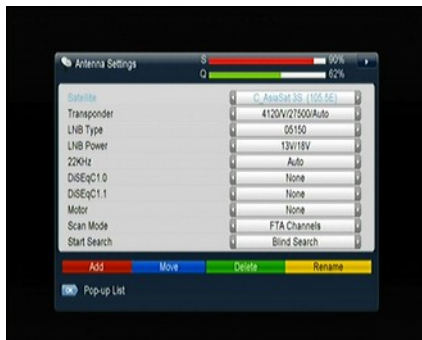 Antenna Settings
S 90%
Q 62%
Satellite C_AsiaSat 3S (105.5E)
Transponder 4120/V/27500/Auto
LNB Type 05150
LNB Power 13V/18V
22KHz Auto
DiSEqC1.0 None
DiSEqC1.1 None
Motor None
Scan Mode FTA Channels
Start Search Blind Search
Add Move Delete Rename
OK Pop-up List